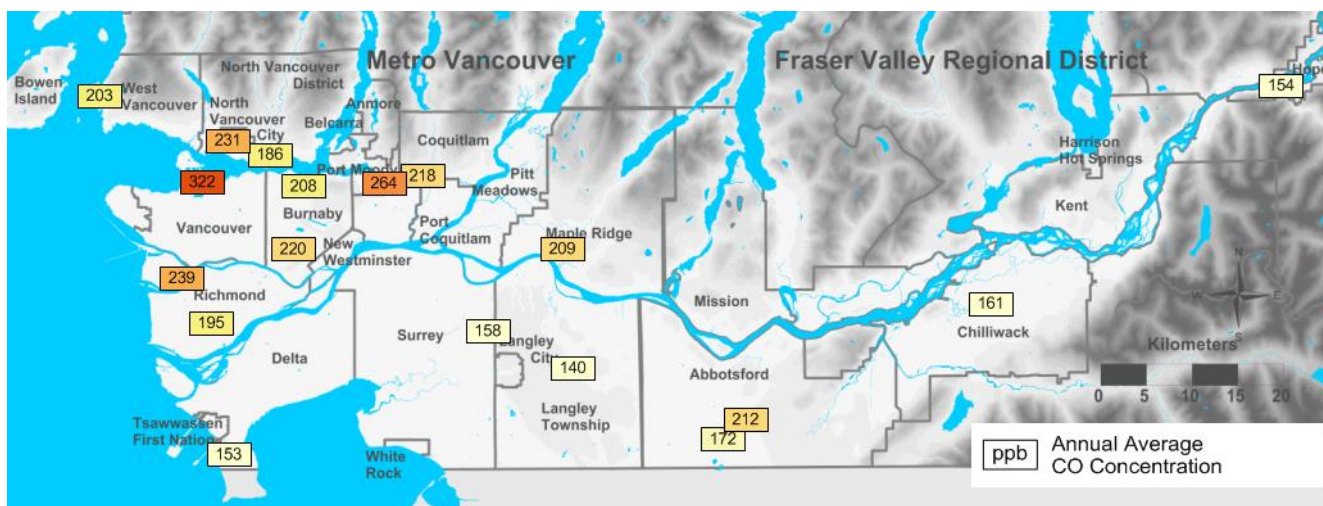 Metro Vancouver
Fraser Valley Regional District
North Vancouver
District
Bowen
Island
203
West
Vancouver
North
Vancouver
City
Anmore
Belcarra
154
231
186
Coquitlam
Harrison
Hot Springs
Port Moody
322
208
264
218
Pitt
Meadows
Kent
Burnaby
Vancouver
Port
Coquitlam
220
New
Westminster
209
Maple Ridge
239
Richmond
195
Mission
161
Chilliwack
N
W
E
S
158
Surrey
Langley
City
140
Delta
Abbotsford
Kilometers
0 5 10 15 20
Langley
Township
212
172
Tsawwassen
First Nation
153
White
Rock
ppb
Annual Average
CO Concentration